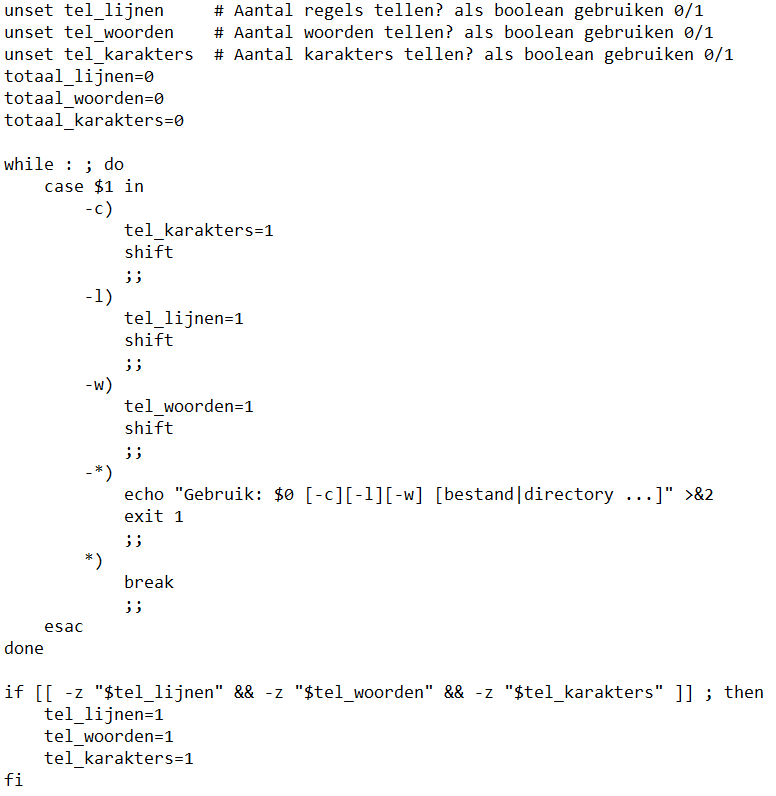 unset tel_lijnen     # Aantal regels tellen? als boolean gebruiken 0/1
unset tel_woorden    # Aantal woorden tellen? als boolean gebruiken 0/1
unset tel_karakters  # Aantal karakters tellen? als boolean gebruiken 0/1
totaal_lijnen=0
totaal_woorden=0
totaal_karakters=0

while : ; do
    case $1 in
        -c)
            tel_karakters=1
            shift
            ;;
        -l)
            tel_lijnen=1
            shift
            ;;
        -w)
            tel_woorden=1
            shift
            ;;
        -*)
            echo "Gebruik: $0 [-c][-l][-w] [bestand|directory ...]" >&2
            exit 1
            ;;
        *)
            break
            ;;
    esac
done

if [[ -z "$tel_lijnen" && -z "$tel_woorden" && -z "$tel_karakters" ]] ; then
    tel_lijnen=1
    tel_woorden=1
    tel_karakters=1
fi